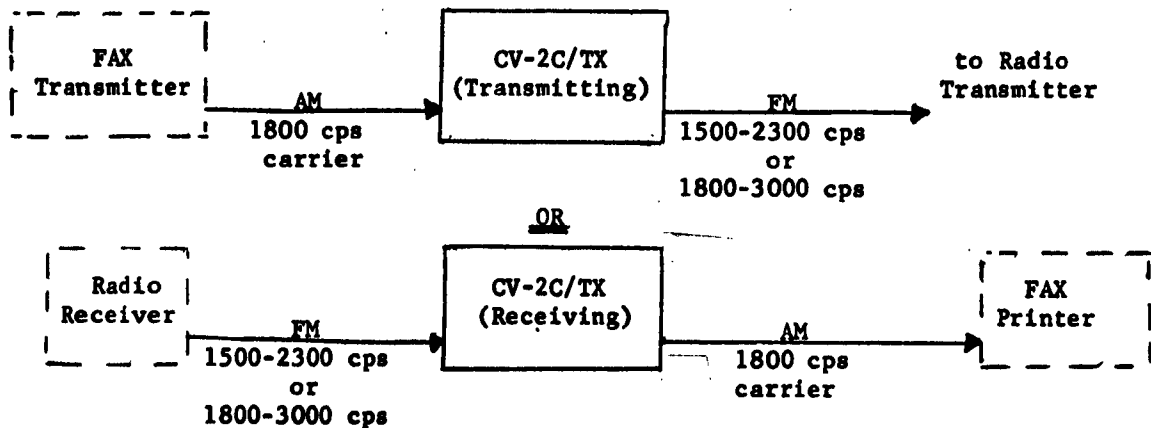 FAX
Transmitter
AM
1800 cps
carrier
CV-2C/TX
(Transmitting)
FM
1500-2300 cps
or
1800-3000 cps
to Radio
Transmitter
OR
Radio
Receiver
FM
1500-2300 cps
or
1800-3000 cps
CV-2C/TX
(Receiving)
AM
1800 cps
carrier
FAX
Printer